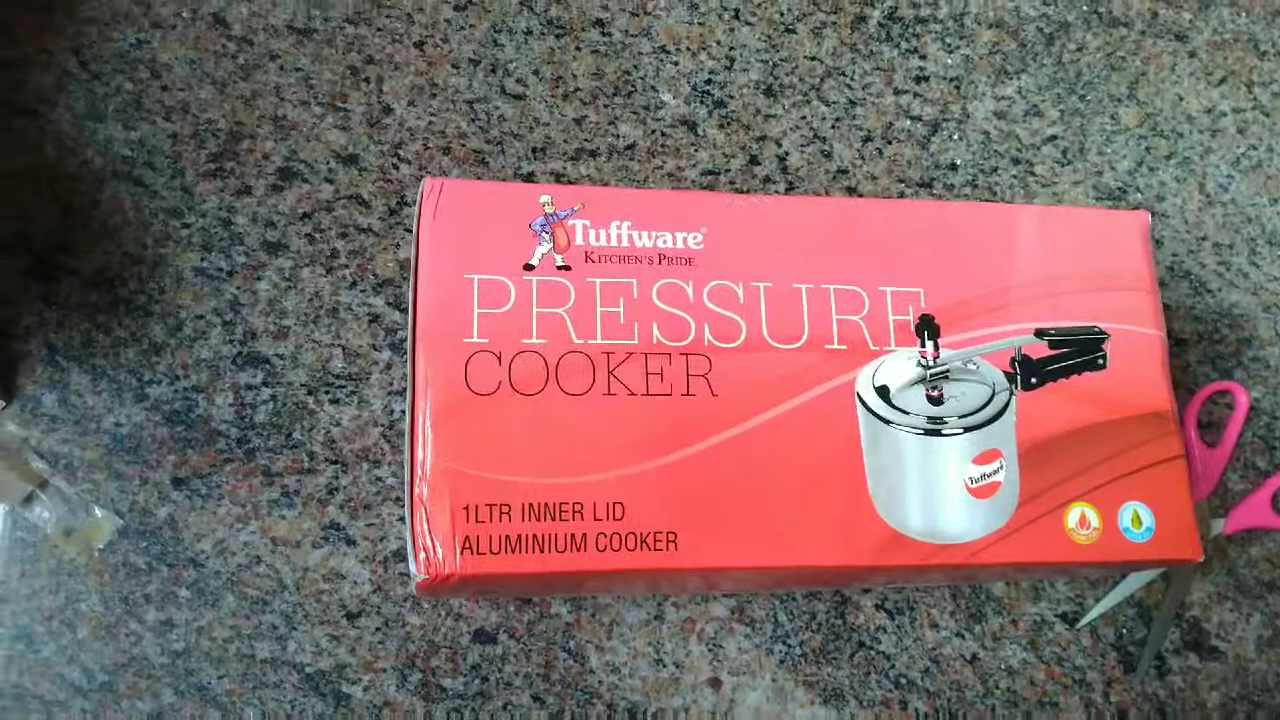 Tuffware®
KITCHEN'S PRIDE
PRESSURE
COOKER
Tuffware
1LTR INNER LID
ALUMINIUM COOKER